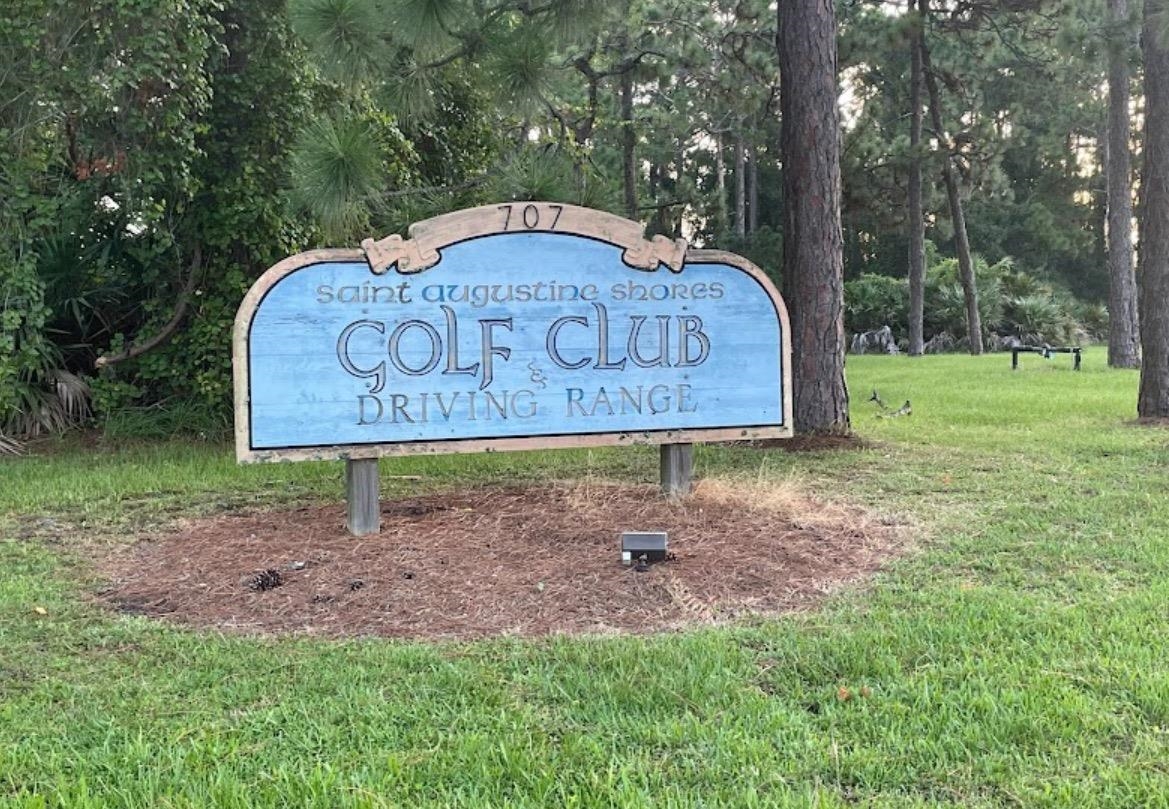 707
saint augustine shores
GOLF CLUB
&
DRIVING RANGE